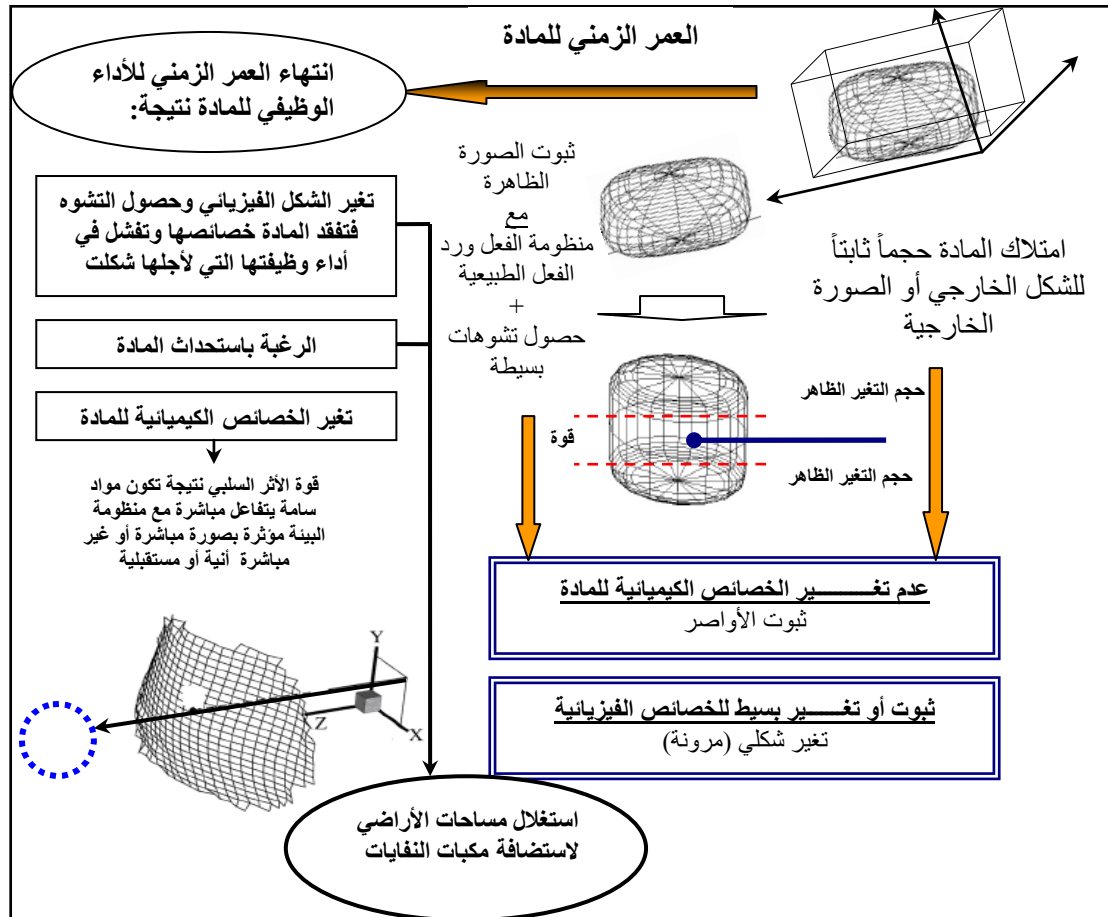 العمر الزمني للمادة
انتهاء العمر الزمني للأداء
الوظيفي للمادة نتيجة:
ثبوت الصورة
الظاهرة
مع
منظومة الفعل ورد
الفعل الطبيعية
+
حصول تشوهات
بسيطة
امتلاك المادة حجماً ثابتاً
للشكل الخارجي أو الصورة
الخارجية
تغير الشكل الفيزيائي وحصول التشوه
فتفقد المادة خصائصها وتفشل في
أداء وظيفتها التي لأجلها شكلت
الرغبة باستحداث المادة
تغير الخصائص الكيميائية للمادة
قوة الأثر السلبي نتيجة تكون مواد
سامة يتفاعل مباشرة مع منظومة
البيئة مؤثرة بصورة مباشرة أو غير
مباشرة أنية أو مستقبلية
حجم التغير الظاهر
قوة
حجم التغير الظاهر
عدم تغـــــــــير الخصائص الكيميائية للمادة
ثبوت الأواصر
ثبوت أو تغــــــير بسيط للخصائص الفيزيائية
تغير شكلي (مرونة)
Y
Z
X
استغلال مساحات الأراضي
لاستضافة مكبات النفايات